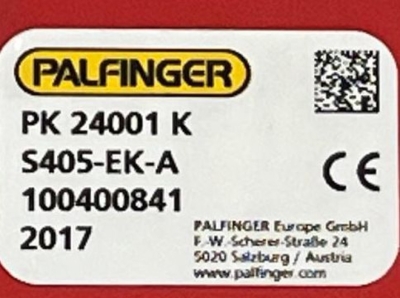 PALFINGER
PK 24001 K
S405-EK-A
100400841
2017
CE
PALFINGER Europe GmbH
F.-W.-Scherer-Straße 24
5020 Salzburg / Austria
www.palfinger.com